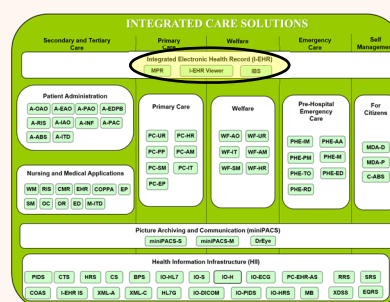 INTEGRATED CARE SOLUTIONS
Secondary and Tertiary Care
Primary Care
Welfare
Emergency Care
Self Management
Integrated Electronic Health Record (I-EHR)
MPR I-EHR Viewer IBS
Patient Administration
A-OAO A-EAO A-PAO A-EDPB
A-RIS A-IAO A-INF A-PAC
A-ABS A-ITD
Nursing and Medical Applications
WM RIS CMR EHR COPPA EP
SM OC OR ED M-ITD
Primary Care
PC-UR PC-HR
PC-PP PC-AM
PC-SM PC-IT
PC-EP
Welfare
WF-AO WF-UR
WF-IT WF-AM
WF-SM WF-HR
Pre-Hospital
Emergency
Care
PHE-IM PHE-AA
PHE-PM PHE-M
PHE-TO PHE-ED
PHE-RD
For
Citizens
MDA-D
MDA-P
C-ABS
Picture Archiving and Communication (miniPACS)
miniPACS-S miniPACS-M DrEye
Health Information Infrastructure (HII)
PIDS CTS HRS CS BPS IO-HL7 IO-S IO-H IO-ECG PC-EHR-AS RRS SRS
COAS I-EHR IS XML-A XML-C HL7G IO-DICOM IO-PIDS IO-HRS MB XDSS EQRS